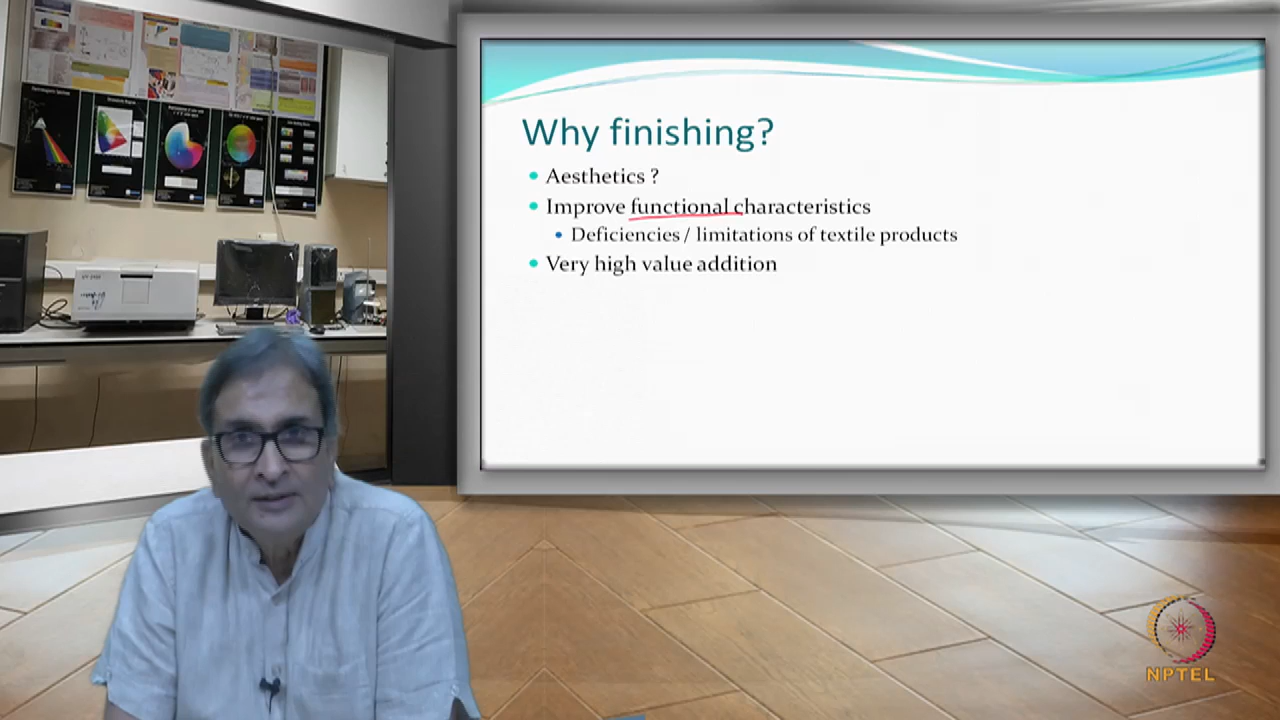 Why finishing?
Aesthetics ?
Improve functional characteristics
Deficiencies / limitations of textile products
Very high value addition
NPTEL